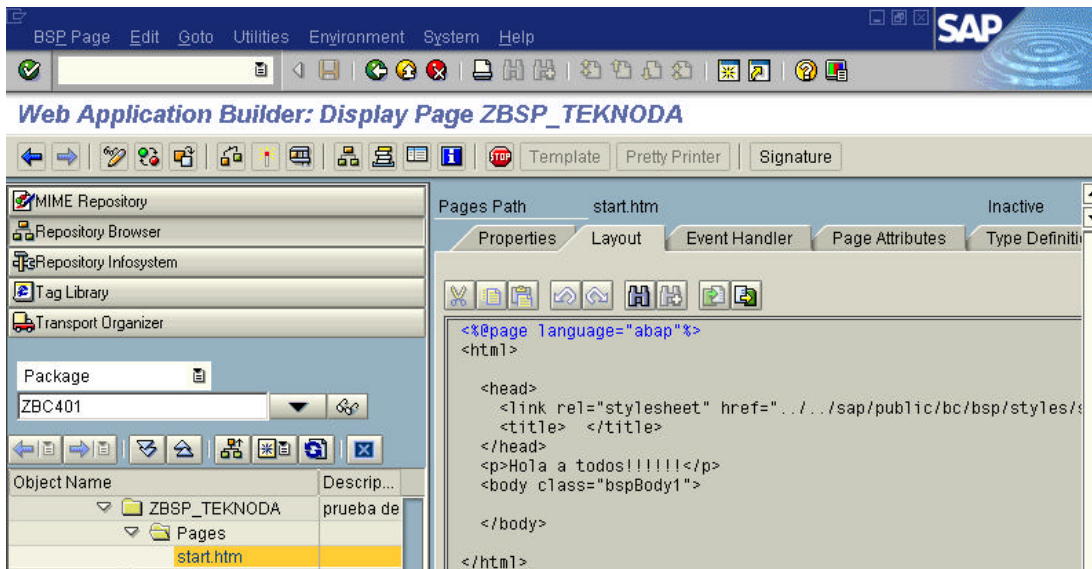 BSP Page Edit Goto Utilities Environment System Help
SAP
Web Application Builder: Display Page ZBSP_TEKNODA
STOP Template Pretty Printer Signature
MIME Repository
Repository Browser
Repository Infosystem
Tag Library
Transport Organizer
Package
ZBC401
Object Name Descrip...
ZBSP_TEKNODA prueba de
Pages
start.htm
Pages Path start.htm Inactive
Properties Layout Event Handler Page Attributes Type Definiti
<%@page language="abap"%>
<html>
<head>
<link rel="stylesheet" href="../../sap/public/bc/bsp/styles/s
<title> </title>
</head>
<p>Hola a todos!!!!!!</p>
<body class="bspBody1">
</body>
</html>